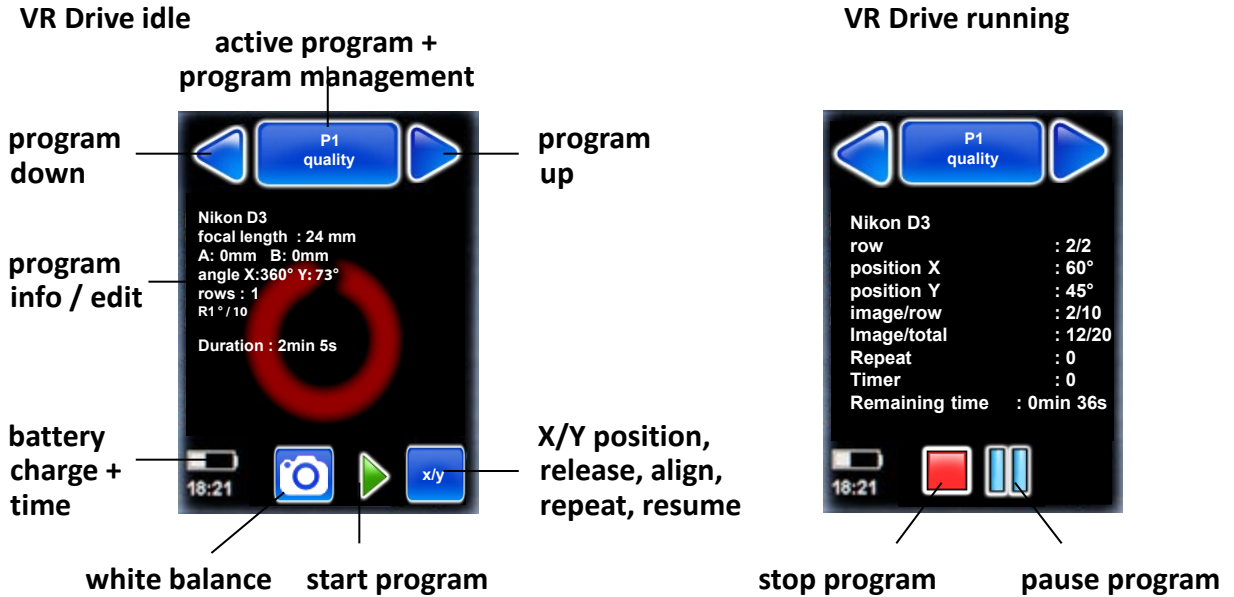 VR Drive idle
active program +
program management
program
down
P1
quality
program
up
program
info / edit
Nikon D3
focal length : 24 mm
A: 0mm B: 0mm
angle X:360° Y: 73°
rows : 1
R1 ° / 10
Duration : 2min 5s
battery
charge +
time
18:21
x/y
X/Y position,
release, align,
repeat, resume
white balance
start program
VR Drive running
P1
quality
Nikon D3
row : 2/2
position X : 60°
position Y : 45°
image/row : 2/10
Image/total : 12/20
Repeat : 0
Timer : 0
Remaining time : 0min 36s
18:21
stop program
pause program